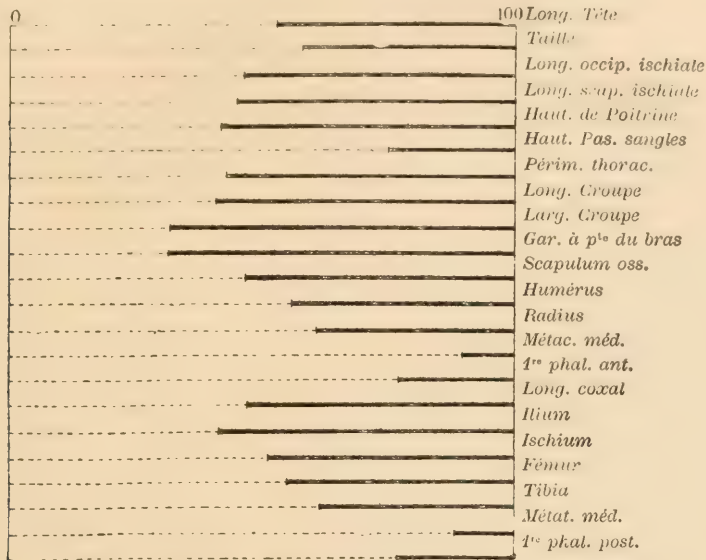 0 100 Long. Tête
Taille
Long. occip. ischiale
Long. scap. ischiale
Haut. de Poitrine
Haut. Pas. sangles
Périm. thorac.
Long. Croupe
Larg. Croupe
Gar. à pte du bras
Scapulum oss.
Humérus
Radius
Métac. méd.
1re phal. ant.
Long. coxal
Ilium
Ischium
Fémur
Tibia
Métat. méd.
1re phal. post.